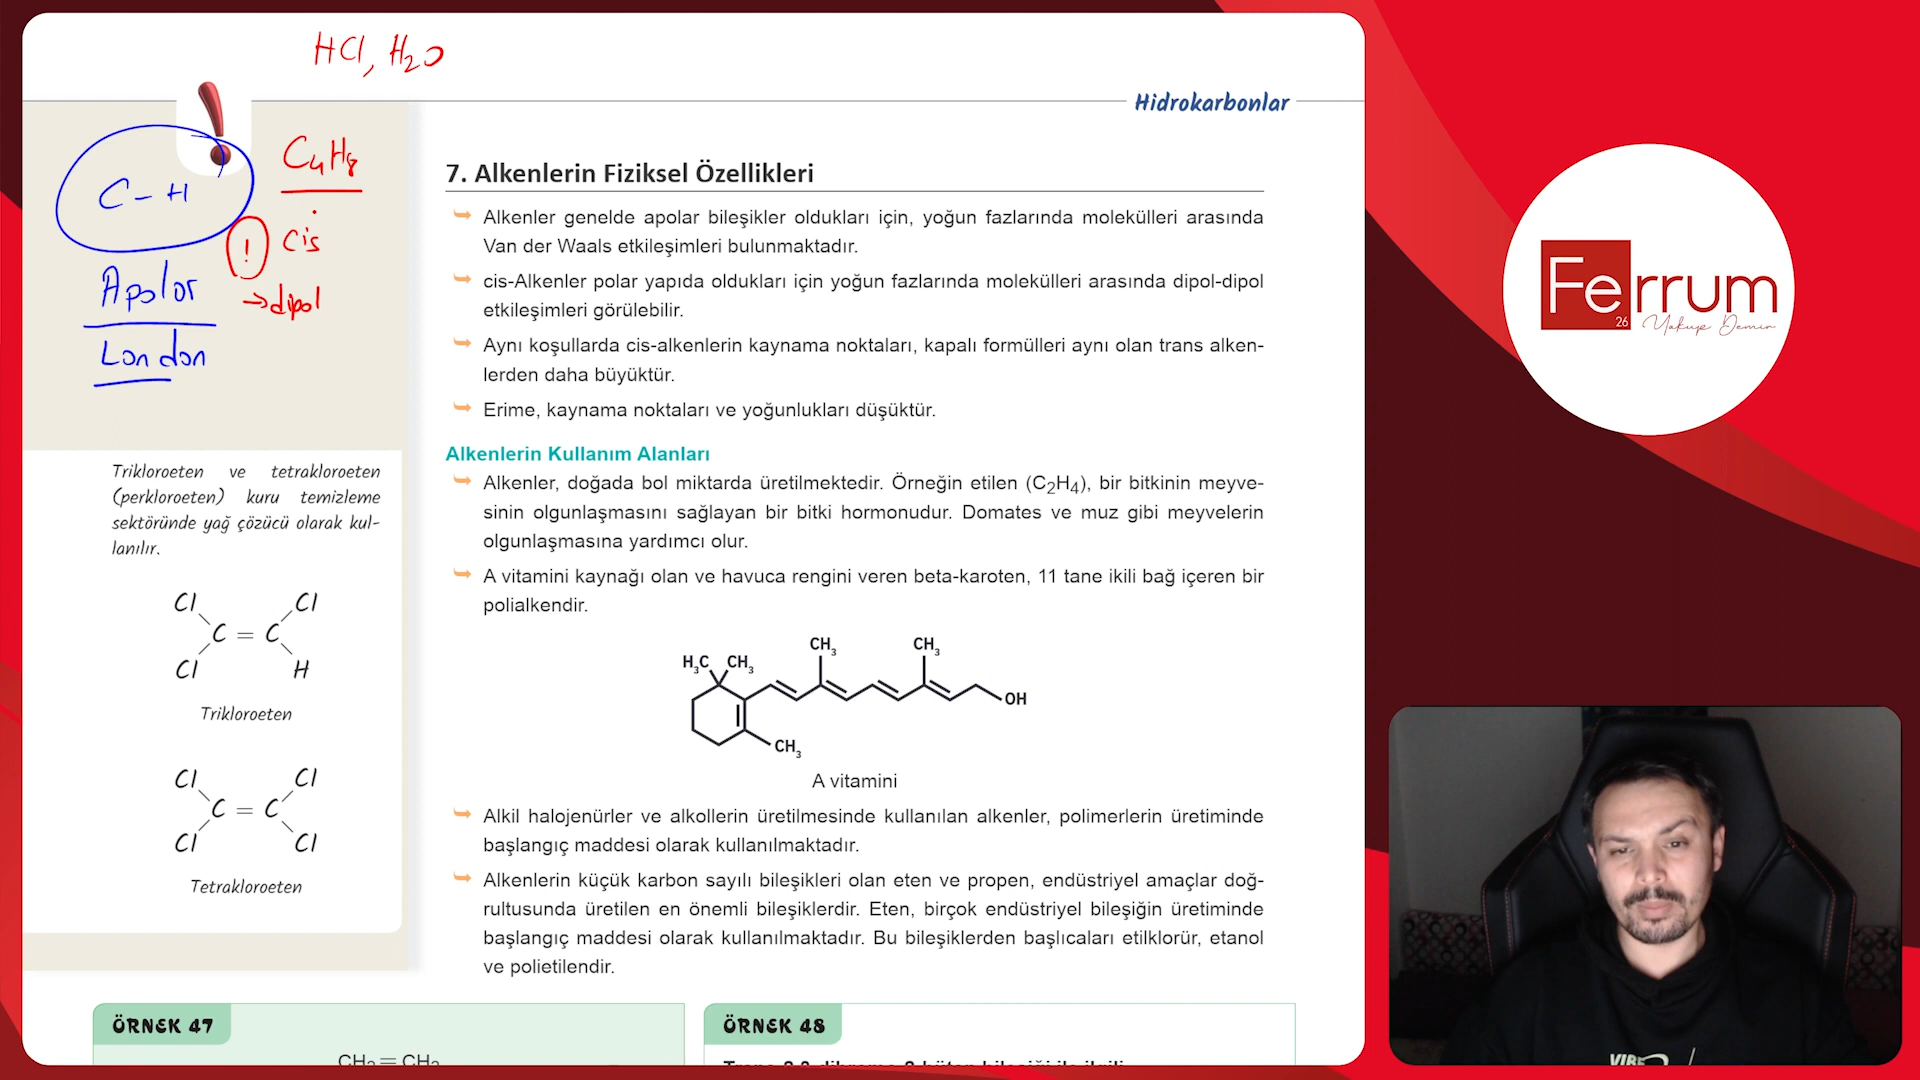 HCl, H2O
Hidrokarbonlar
C - H
Apolar
London
C4H8
cis
!
→dipol
7. Alkenlerin Fiziksel Özellikleri
Alkenler genelde apolar bileşikler oldukları için, yoğun fazlarında molekülleri arasında
Van der Waals etkileşimleri bulunmaktadır.
cis-Alkenler polar yapıda oldukları için yoğun fazlarında molekülleri arasında dipol-dipol
etkileşimleri görülebilir.
Aynı koşullarda cis-alkenlerin kaynama noktaları, kapalı formülleri aynı olan trans alken-
lerden daha büyüktür.
Erime, kaynama noktaları ve yoğunlukları düşüktür.
Alkenlerin Kullanım Alanları
Alkenler, doğada bol miktarda üretilmektedir. Örneğin etilen (C2H4), bir bitkinin meyve-
sinin olgunlaşmasını sağlayan bir bitki hormonudur. Domates ve muz gibi meyvelerin
olgunlaşmasına yardımcı olur.
A vitamini kaynağı olan ve havuca rengini veren beta-karoten, 11 tane ikili bağ içeren bir
polialkendir.
H3C CH3 CH3 CH3
OH
CH3
A vitamini
Alkil halojenürler ve alkollerin üretilmesinde kullanılan alkenler, polimerlerin üretiminde
başlangıç maddesi olarak kullanılmaktadır.
Alkenlerin küçük karbon sayılı bileşikleri olan eten ve propen, endüstriyel amaçlar doğ-
rultusunda üretilen en önemli bileşiklerdir. Eten, birçok endüstriyel bileşiğin üretiminde
başlangıç maddesi olarak kullanılmaktadır. Bu bileşiklerden başlıcaları etilklorür, etanol
ve polietilendir.
Trikloroeten ve tetrakloroeten
(perkloroeten) kuru temizleme
sektöründe yağ çözücü olarak kul-
lanılır.
Cl Cl
C = C
Cl H
Trikloroeten
Cl Cl
C = C
Cl Cl
Tetrakloroeten
ÖRNEK 47
CH2 = CH2
ÖRNEK 48
Ferrum
26
Yakup Demir